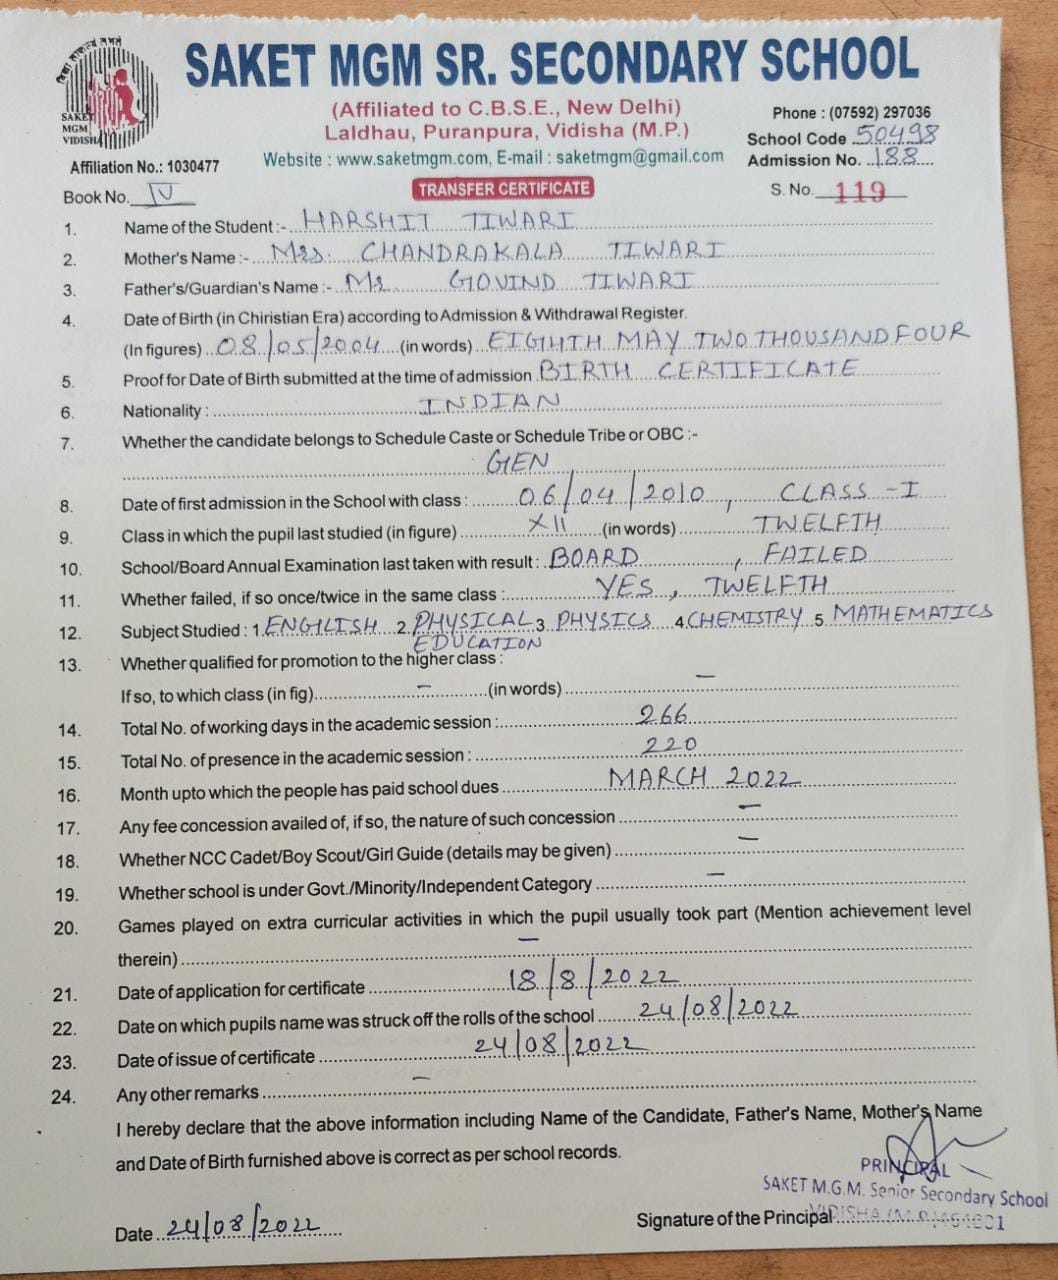 SAKET MGM SR. SECONDARY SCHOOL
SAKET
MGM
VIDISHA
(Affiliated to C.B.S.E., New Delhi)
Laldhau, Puranpura, Vidisha (M.P.)
Phone : (07592) 297036
School Code 50498
Affiliation No.: 1030477
Website : www.saketmgm.com, E-mail : saketmgm@gmail.com
Admission No. 188
Book No. IV
TRANSFER CERTIFICATE
S. No. 119
1. Name of the Student :- HARSHIT TIWARI
2. Mother's Name :- Mrs. CHANDRAKALA TIWARI
3. Father's/Guardian's Name :- Mr. GOVIND TIWARI
4. Date of Birth (in Chiristian Era) according to Admission & Withdrawal Register.
(In figures) 08/05/2004 (in words) EIGHTH MAY TWO THOUSAND FOUR
5. Proof for Date of Birth submitted at the time of admission BIRTH CERTIFICATE
6. Nationality : INDIAN
7. Whether the candidate belongs to Schedule Caste or Schedule Tribe or OBC :-
GEN
8. Date of first admission in the School with class : 06/04/2010, CLASS - I
9. Class in which the pupil last studied (in figure) XII (in words) TWELFTH
10. School/Board Annual Examination last taken with result : BOARD, FAILED
11. Whether failed, if so once/twice in the same class : YES, TWELFTH
12. Subject Studied : 1. ENGLISH 2. PHYSICAL 3. PHYSICS 4. CHEMISTRY 5. MATHEMATICS
EDUCATION
13. Whether qualified for promotion to the higher class :
If so, to which class (in fig) – (in words) –
14. Total No. of working days in the academic session : 266
15. Total No. of presence in the academic session : 220
16. Month upto which the people has paid school dues MARCH 2022
17. Any fee concession availed of, if so, the nature of such concession –
18. Whether NCC Cadet/Boy Scout/Girl Guide (details may be given) –
19. Whether school is under Govt./Minority/Independent Category –
20. Games played on extra curricular activities in which the pupil usually took part (Mention achievement level
therein) –
21. Date of application for certificate 18/8/2022
22. Date on which pupils name was struck off the rolls of the school 24/08/2022
23. Date of issue of certificate 24/08/2022
24. Any other remarks –
I hereby declare that the above information including Name of the Candidate, Father's Name, Mother's Name
and Date of Birth furnished above is correct as per school records.
PRINCIPAL
SAKET M.G.M. Senior Secondary School
VIDISHA (M.P.) 464001
Date 24/08/2022
Signature of the Principal